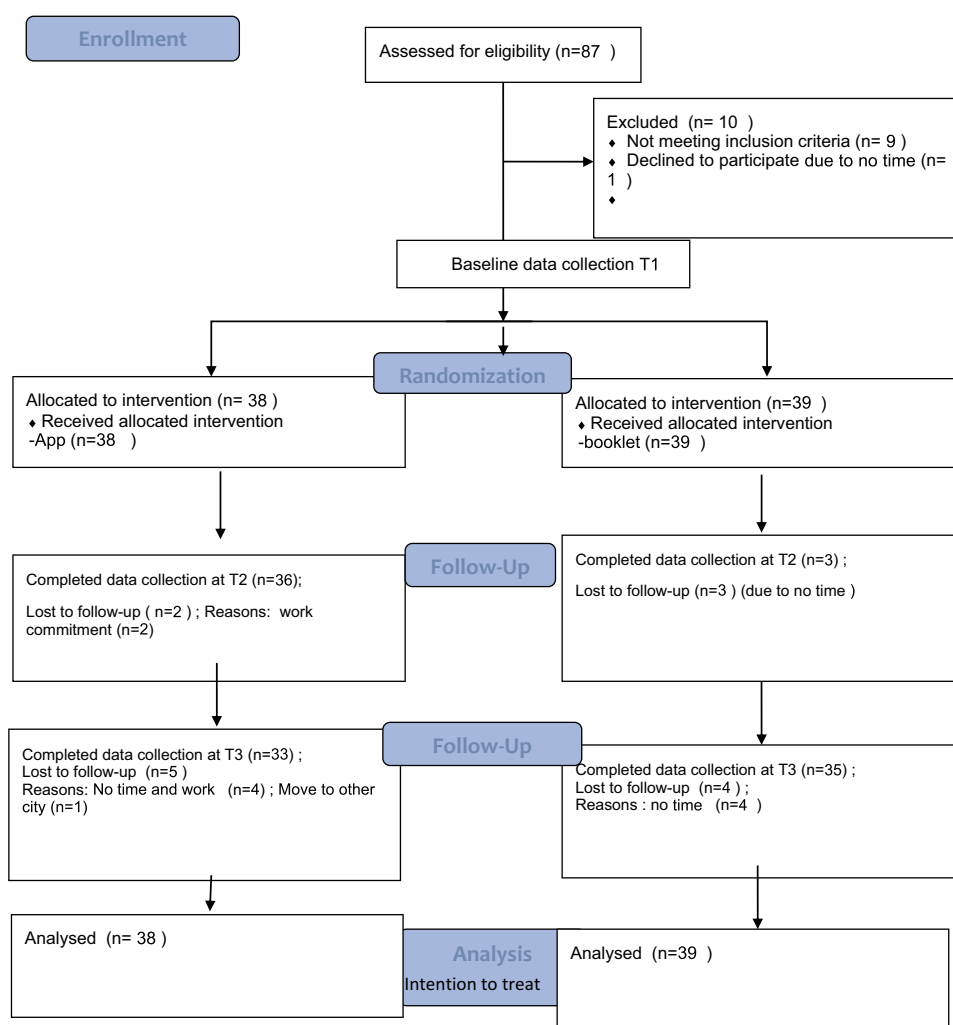 Enrollment
Assessed for eligibility (n=87  )
Excluded  (n= 10  )
♦  Not meeting inclusion criteria (n= 9 )
♦  Declined to participate due to no time (n=
1  )
♦
Baseline data collection T1
Randomization
Allocated to intervention (n= 38 )
♦ Received allocated intervention
-App (n=38  )
Allocated to intervention (n=39  )
♦ Received allocated intervention
-booklet (n=39  )
Follow-Up
Completed data collection at T2 (n=36);
Lost to follow-up ( n=2 ) ; Reasons:  work
commitment (n=2)
Completed data collection at T2 (n=3) ;
Lost to follow-up (n=3 ) (due to no time )
Follow-Up
Completed data collection at T3 (n=33) ;
Lost to follow-up  (n=5 )
Reasons: No time and work  (n=4) ; Move to other
city (n=1)
Completed data collection at T3 (n=35) ;
Lost to follow-up  (n=4 ) ;
Reasons : no time  (n=4  )
Analysed  (n= 38 )
Analysis
Intention to treat
Analysed  (n=39  )